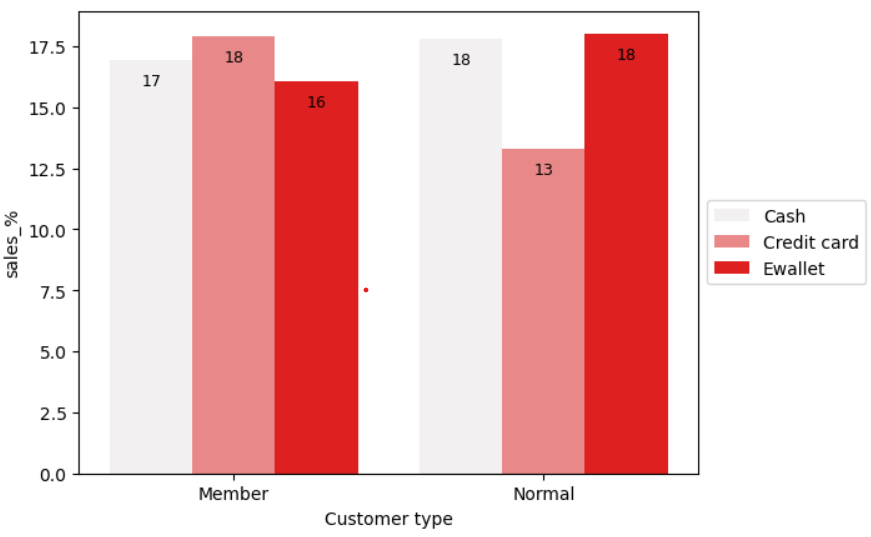 17.5
15.0
12.5
10.0
7.5
5.0
2.5
0.0
sales_%
17
18
16
18
13
18
Member
Normal
Customer type
Cash
Credit card
Ewallet